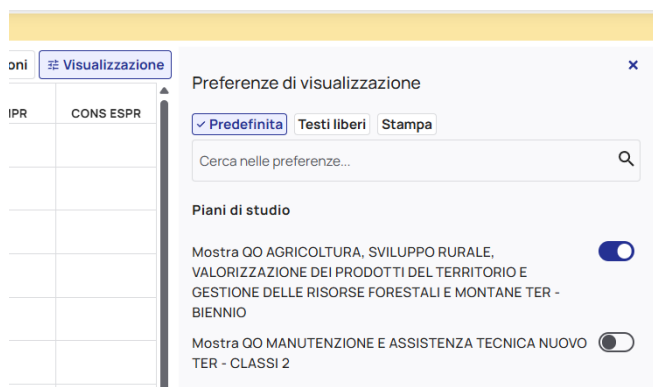 oni
Visualizzazione
IPR
CONS ESPR
Preferenze di visualizzazione
Predefinita Testi liberi Stampa
Cerca nelle preferenze...
Piani di studio
Mostra QO AGRICOLTURA, SVILUPPO RURALE,
VALORIZZAZIONE DEI PRODOTTI DEL TERRITORIO E
GESTIONE DELLE RISORSE FORESTALI E MONTANE TER -
BIENNIO
Mostra QO MANUTENZIONE E ASSISTENZA TECNICA NUOVO
TER - CLASSI 2